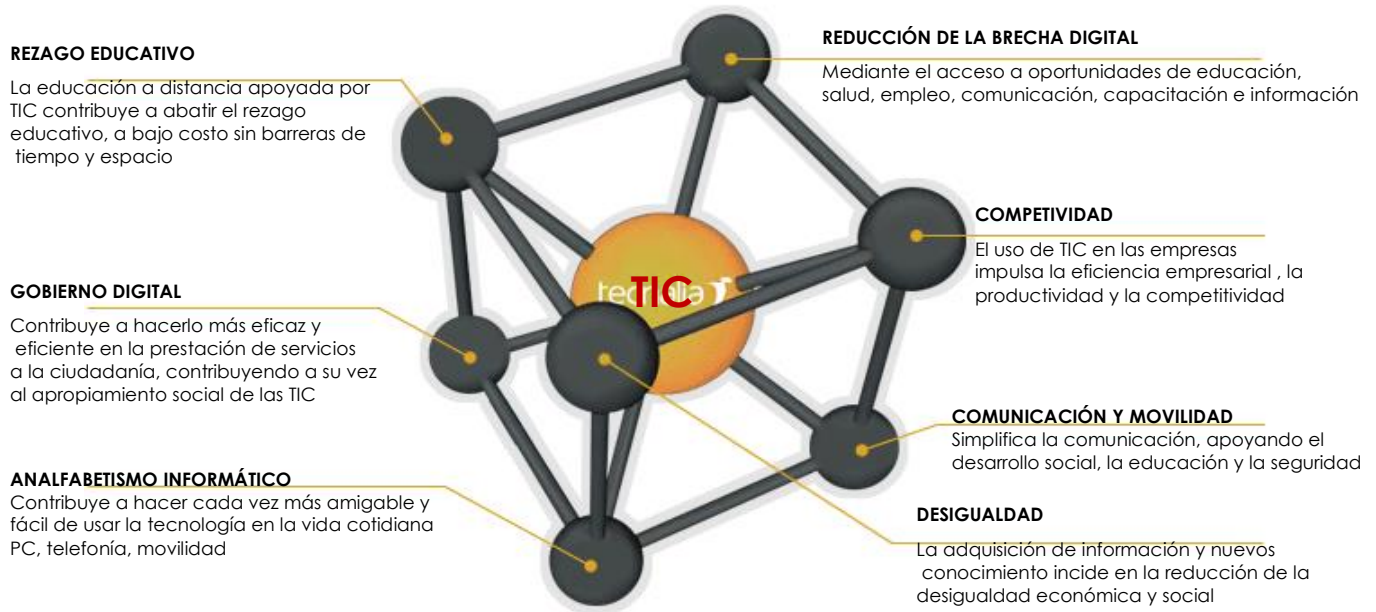 REZAGO EDUCATIVO
La educación a distancia apoyada por
TIC contribuye a abatir el rezago
educativo, a bajo costo sin barreras de
tiempo y espacio
GOBIERNO DIGITAL
Contribuye a hacerlo más eficaz y
eficiente en la prestación de servicios
a la ciudadanía, contribuyendo a su vez
al apropiamiento social de las TIC
ANALFABETISMO INFORMÁTICO
Contribuye a hacer cada vez más amigable y
fácil de usar la tecnología en la vida cotidiana
PC, telefonía, movilidad
TIC
REDUCCIÓN DE LA BRECHA DIGITAL
Mediante el acceso a oportunidades de educación,
salud, empleo, comunicación, capacitación e información
COMPETIVIDAD
El uso de TIC en las empresas
impulsa la eficiencia empresarial , la
productividad y la competitividad
COMUNICACIÓN Y MOVILIDAD
Simplifica la comunicación, apoyando el
desarrollo social, la educación y la seguridad
DESIGUALDAD
La adquisición de información y nuevos
conocimiento incide en la reducción de la
desigualdad económica y social